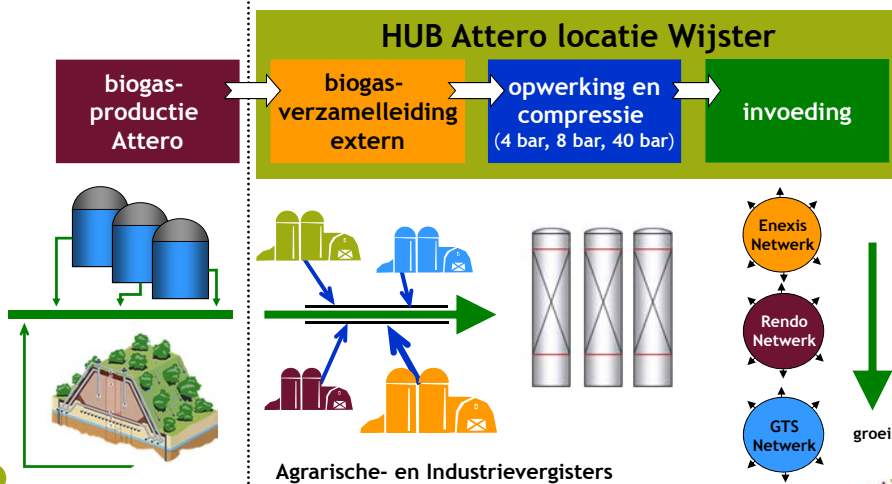 HUB Attero locatie Wijster
biogas-
productie
Attero
biogas-
verzamelleiding
extern
opwerking en
compressie
(4 bar, 8 bar, 40 bar)
invoeding
Enexis
Netwerk
Rendo
Netwerk
GTS
Netwerk
groei
Agrarische- en Industrievergisters